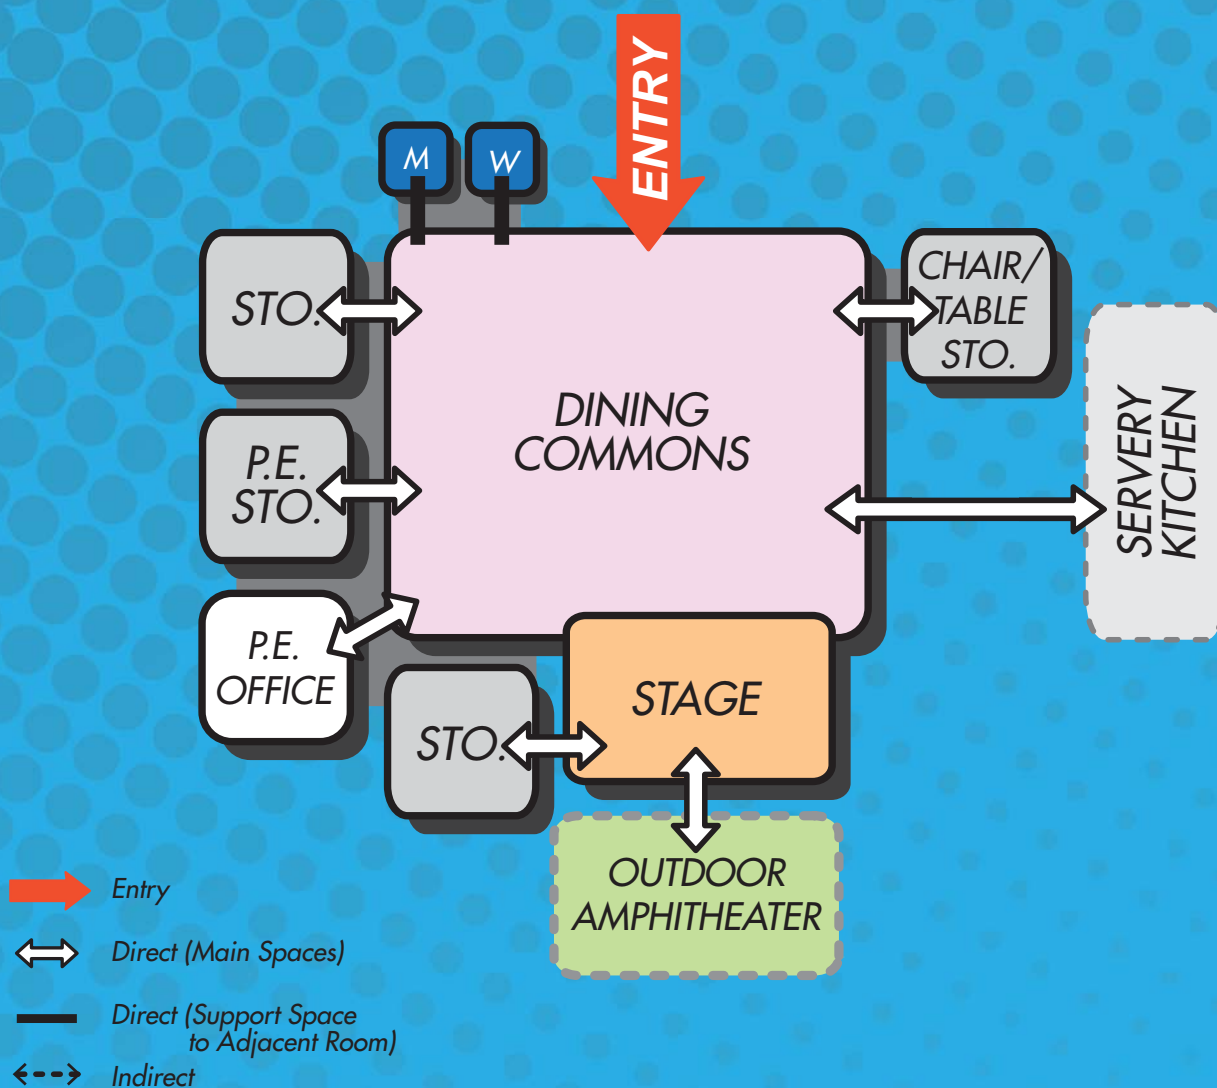 ENTRY
M
W
STO.
CHAIR/
TABLE
STO.
DINING
COMMONS
P.E.
STO.
SERVERY
KITCHEN
P.E.
OFFICE
STAGE
STO.
OUTDOOR
AMPHITHEATER
Entry
Direct (Main Spaces)
Direct (Support Space
to Adjacent Room)
Indirect